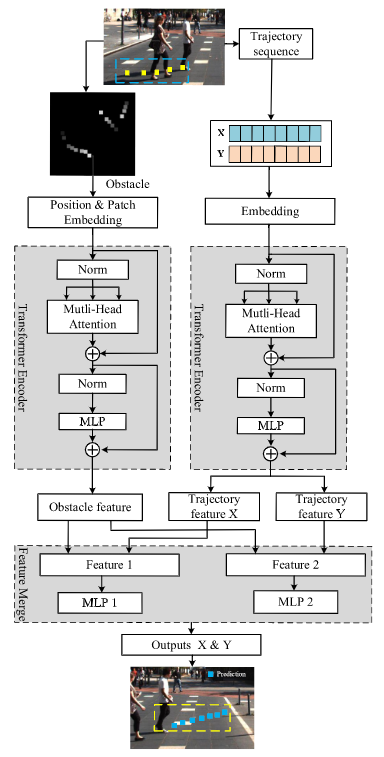 Trajectory
sequence
X
Y
Obstacle
Position & Patch
Embedding
Embedding
Transformer Encoder
Norm
Mutli-Head
Attention
Norm
MLP
Transformer Encoder
Norm
Mutli-Head
Attention
Norm
MLP
Obstacle feature
Trajectory
feature X
Trajectory
feature Y
Feature Merge
Feature 1
Feature 2
MLP 1
MLP 2
Outputs X & Y
Prediction